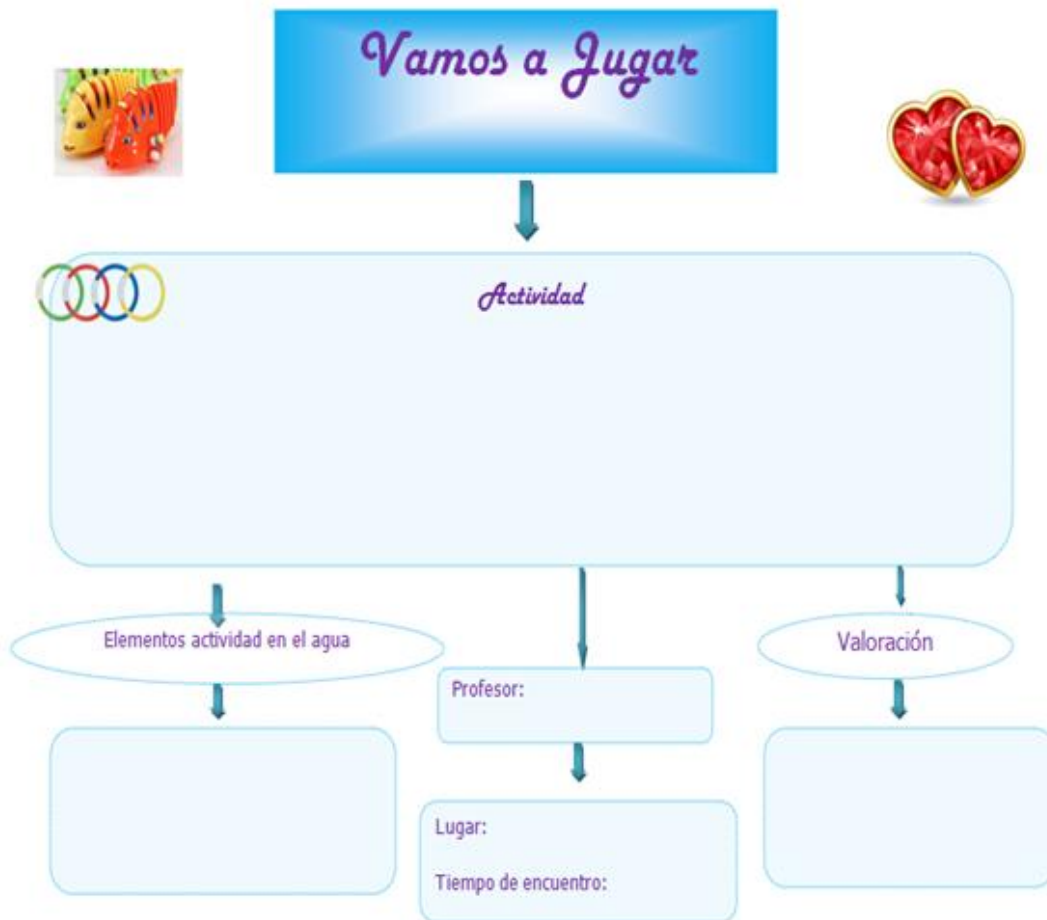 Vamos a Jugar
Actividad
Elementos actividad en el agua
Valoración
Profesor:
Lugar:
Tiempo de encuentro: